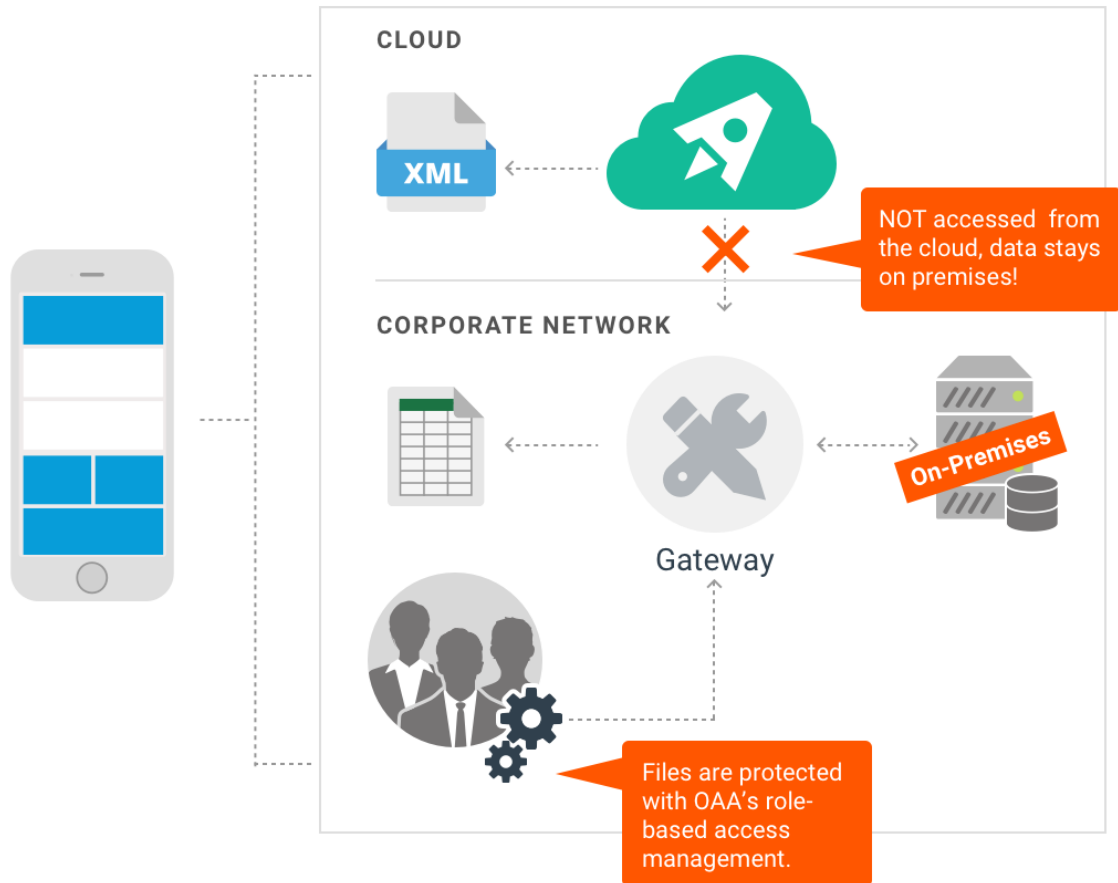 CLOUD
XML
NOT accessed from
the cloud, data stays
on premises!
CORPORATE NETWORK
On-Premises
Gateway
Files are protected
with OAA’s role-
based access
management.